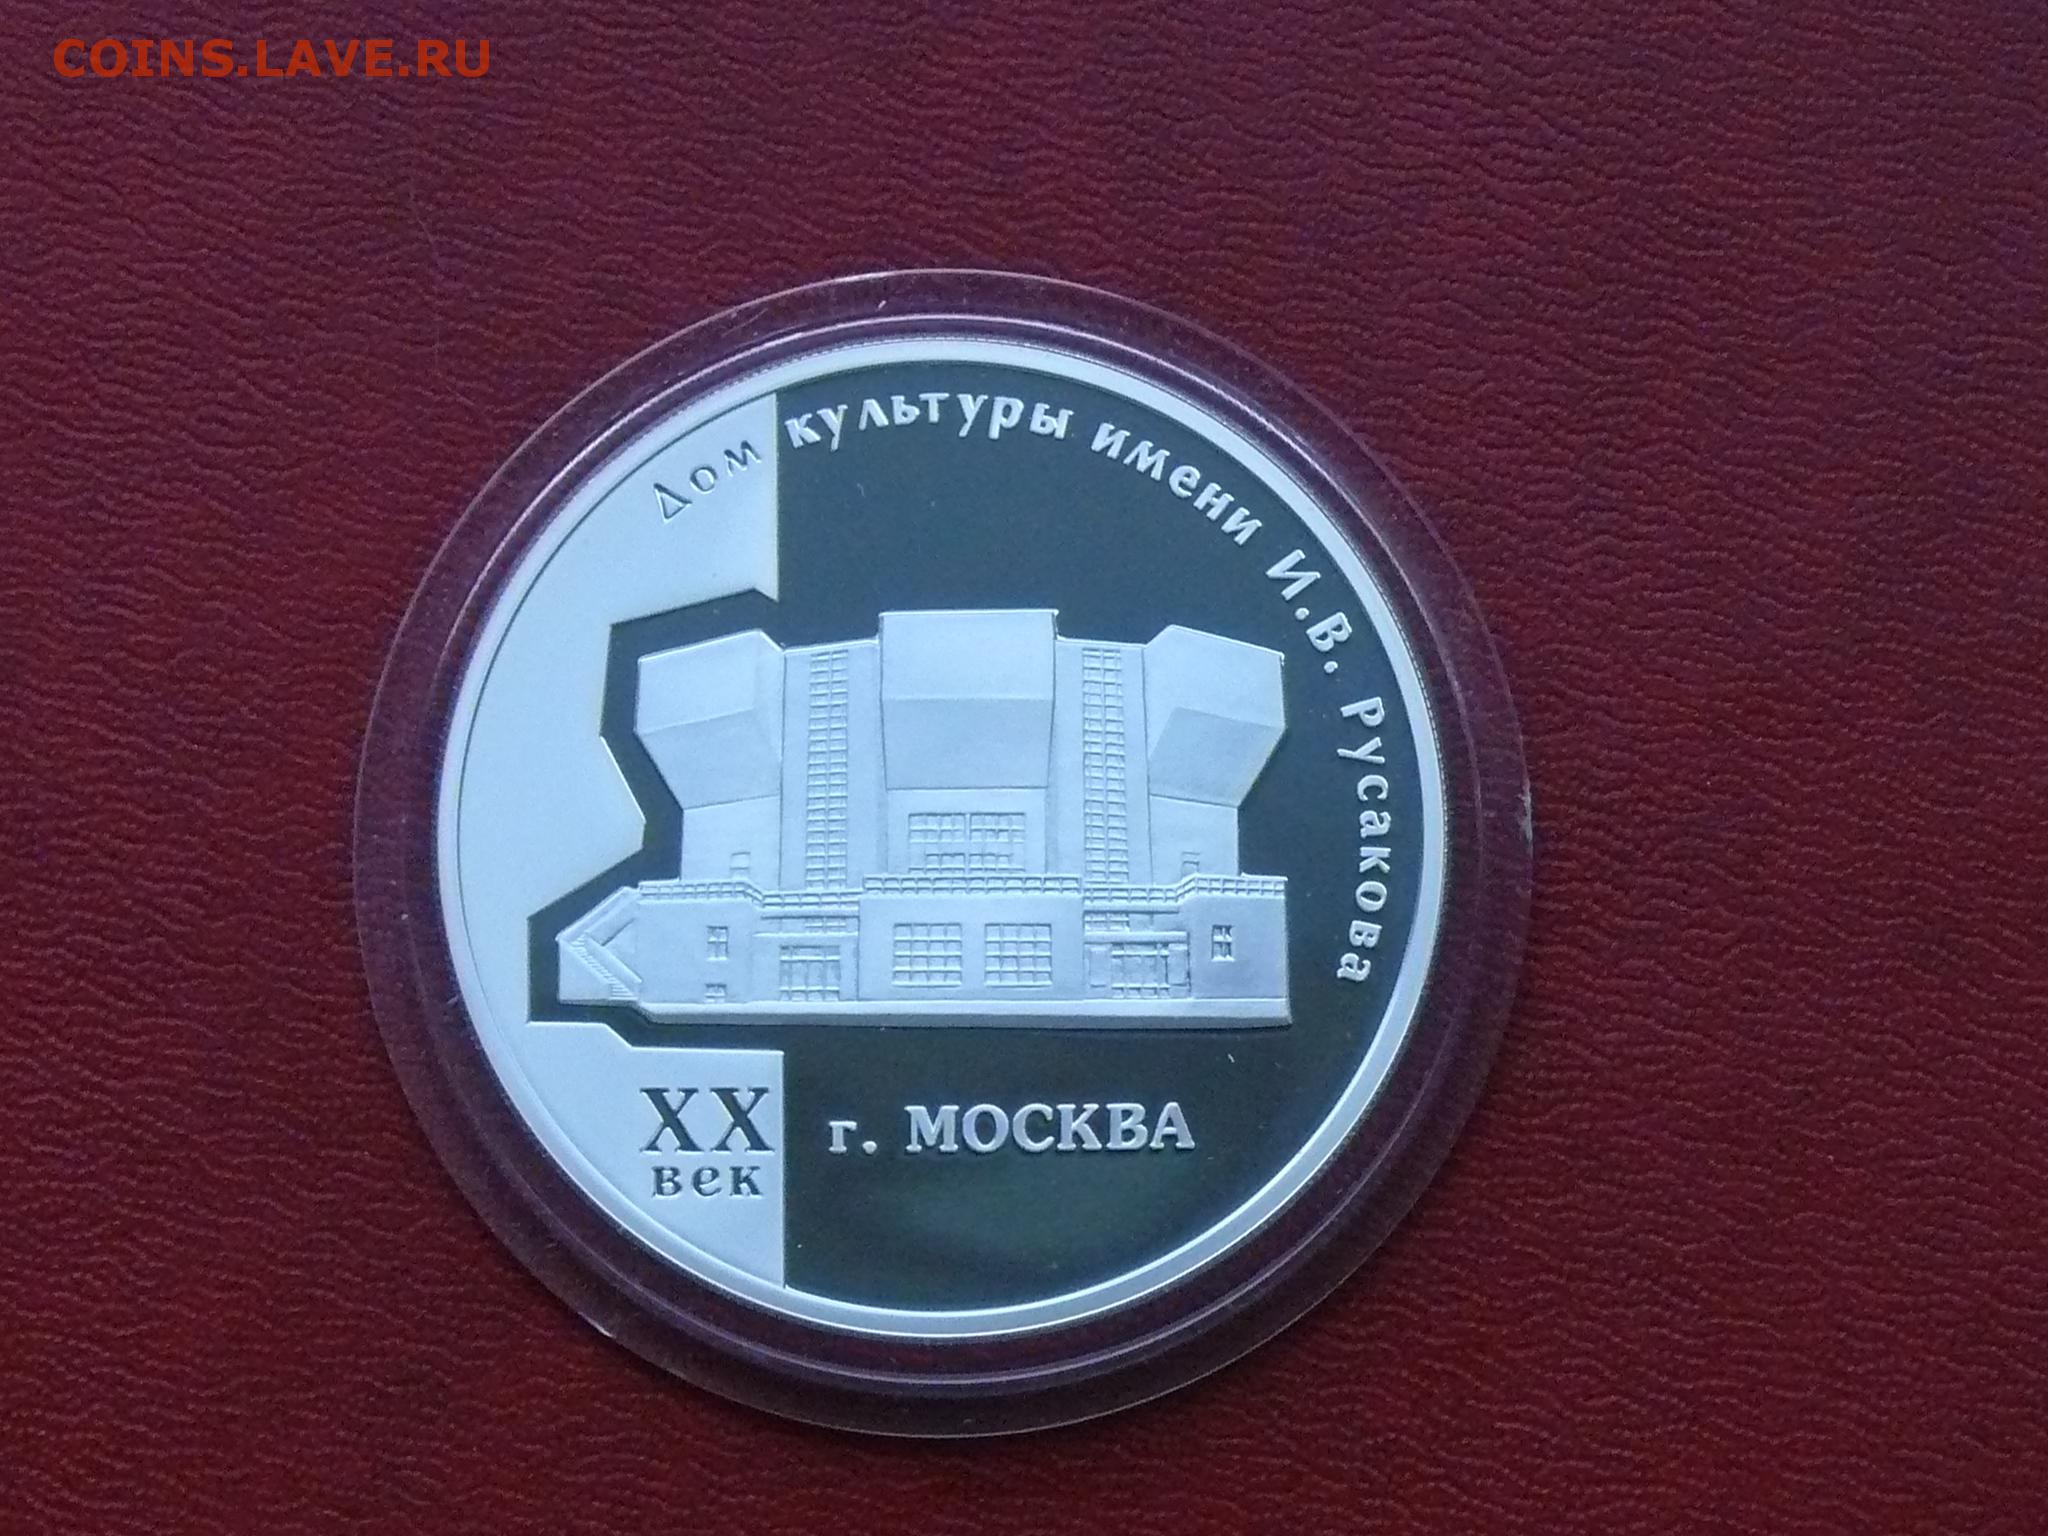 COINS.LAVE.RU
Дом культуры имени И.В. Русакова
XX
век
г. МОСКВА